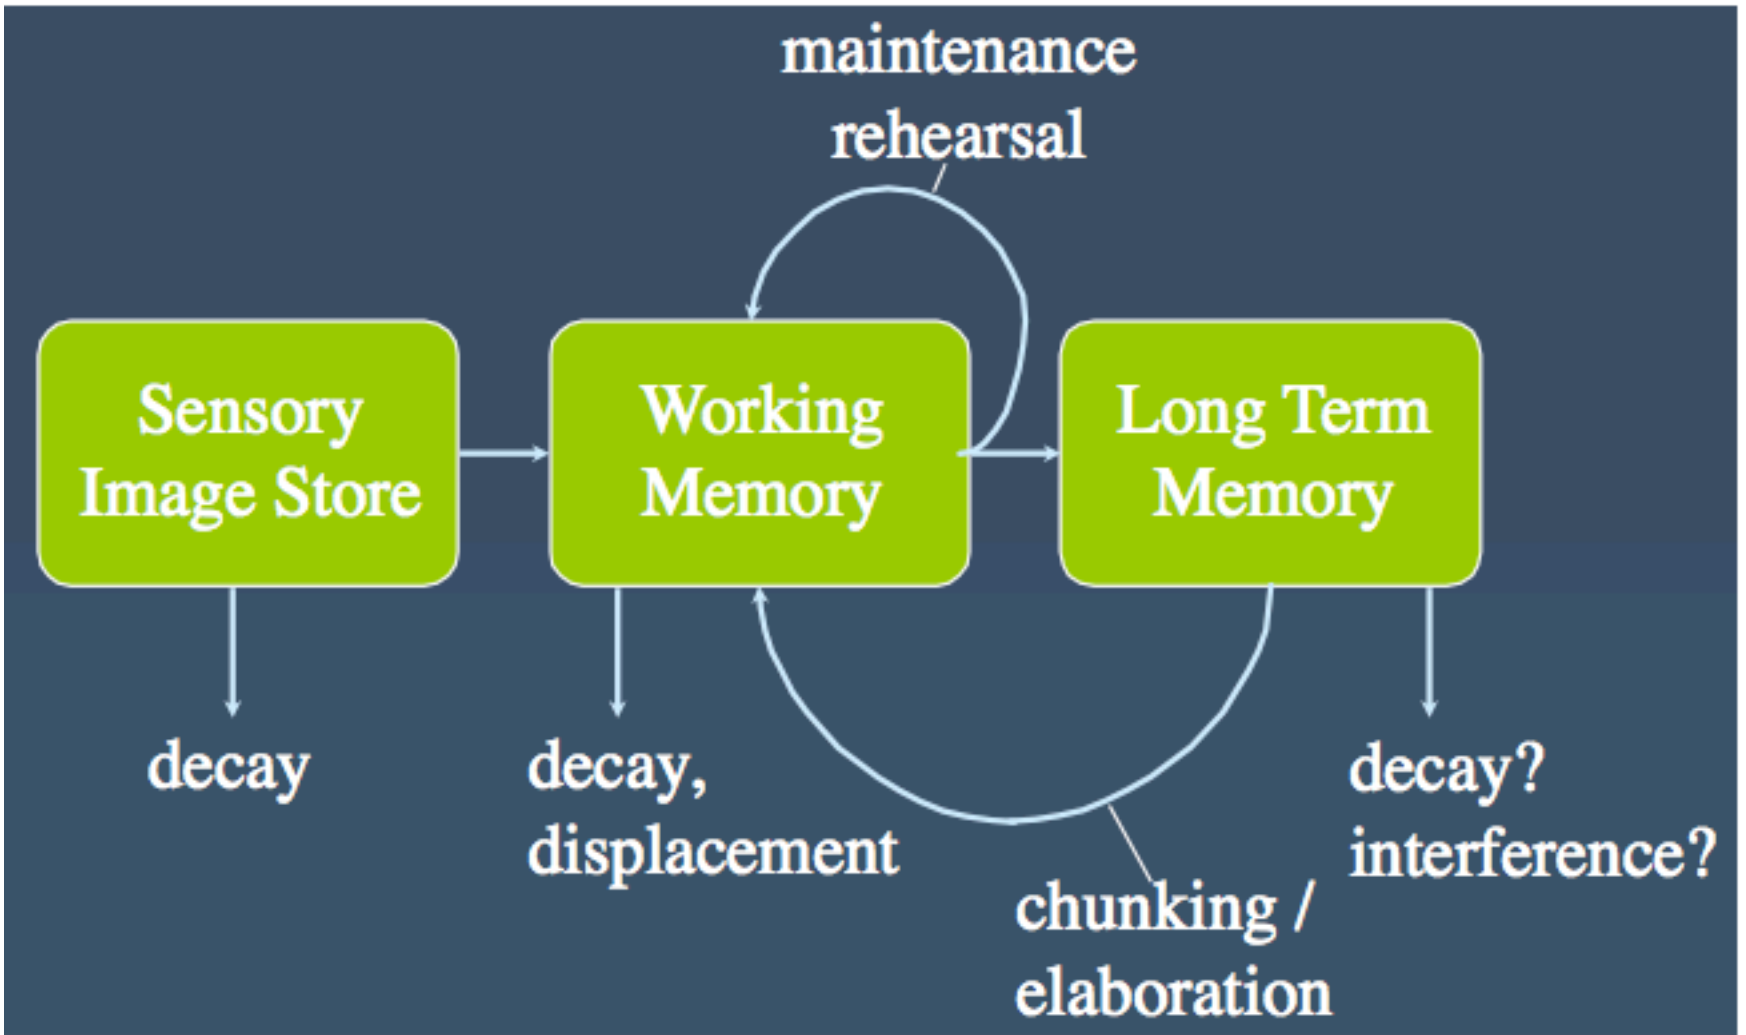 maintenance
rehearsal
Sensory
Image Store
Working
Memory
Long Term
Memory
decay
decay,
displacement
decay?
interference?
chunking /
elaboration